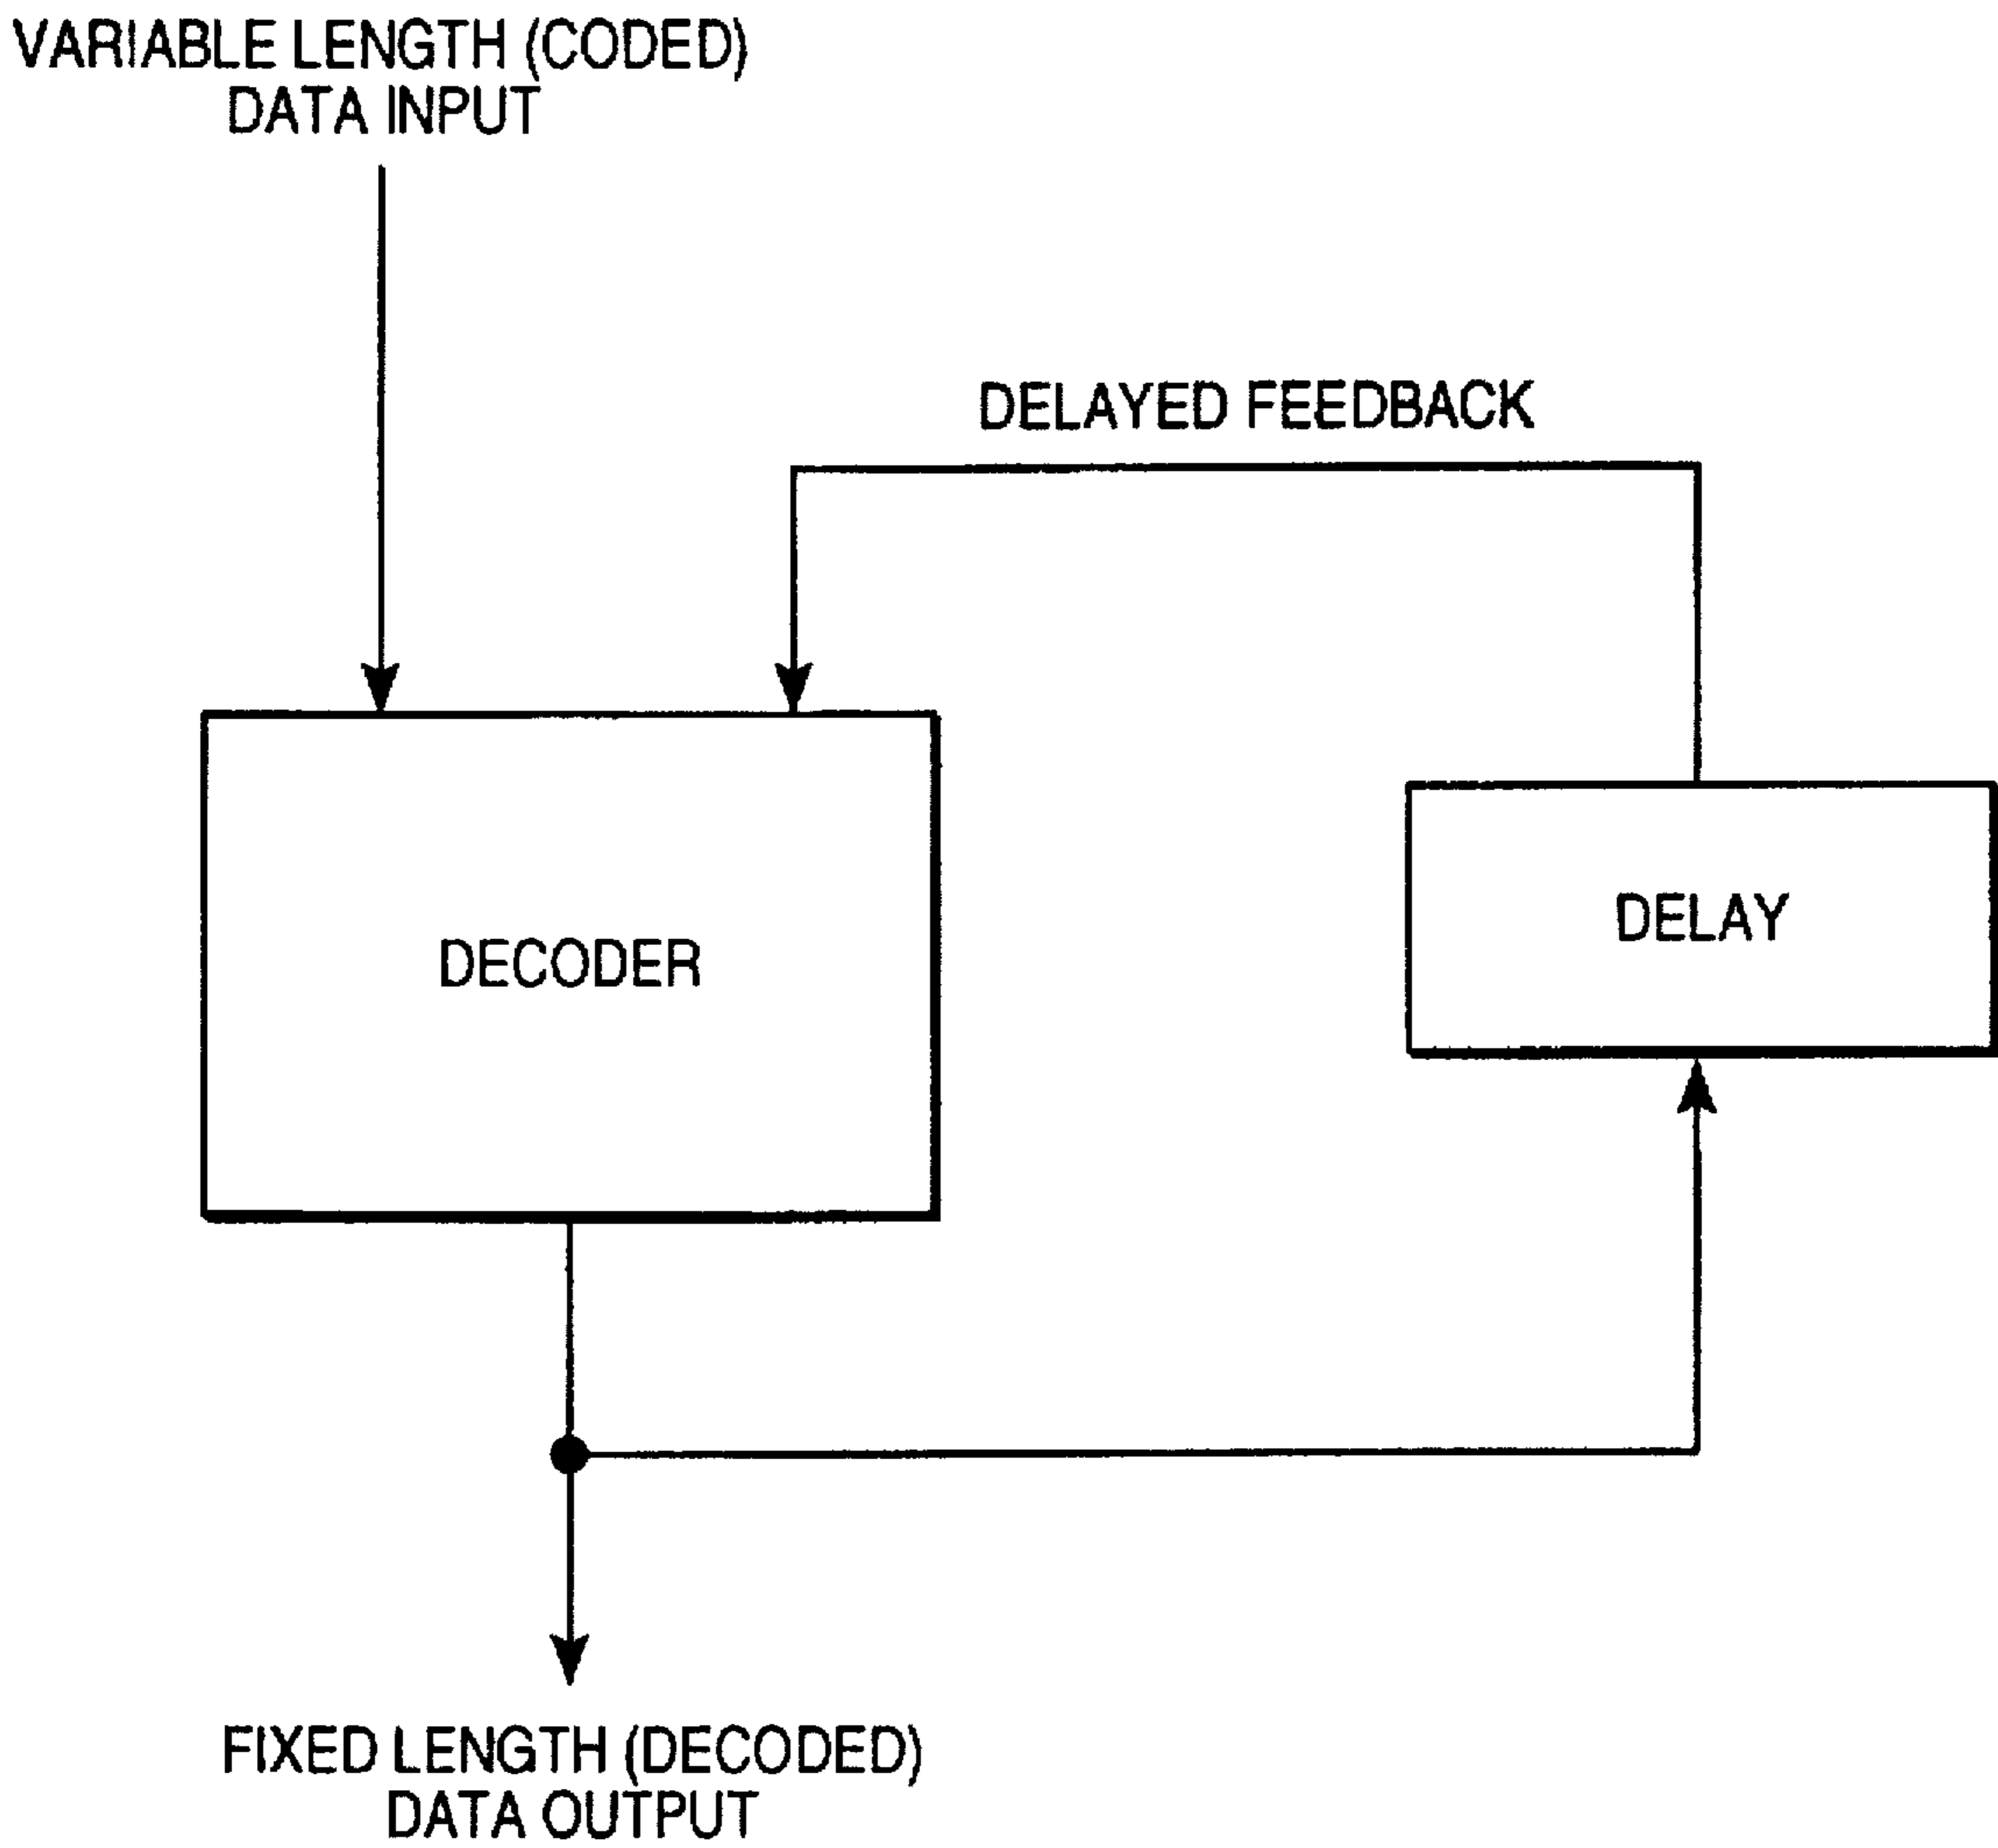 VARIABLE LENGTH (CODED)
DATA INPUT
DELAYED FEEDBACK
DECODER
DELAY
FIXED LENGTH (DECODED)
DATA OUTPUT